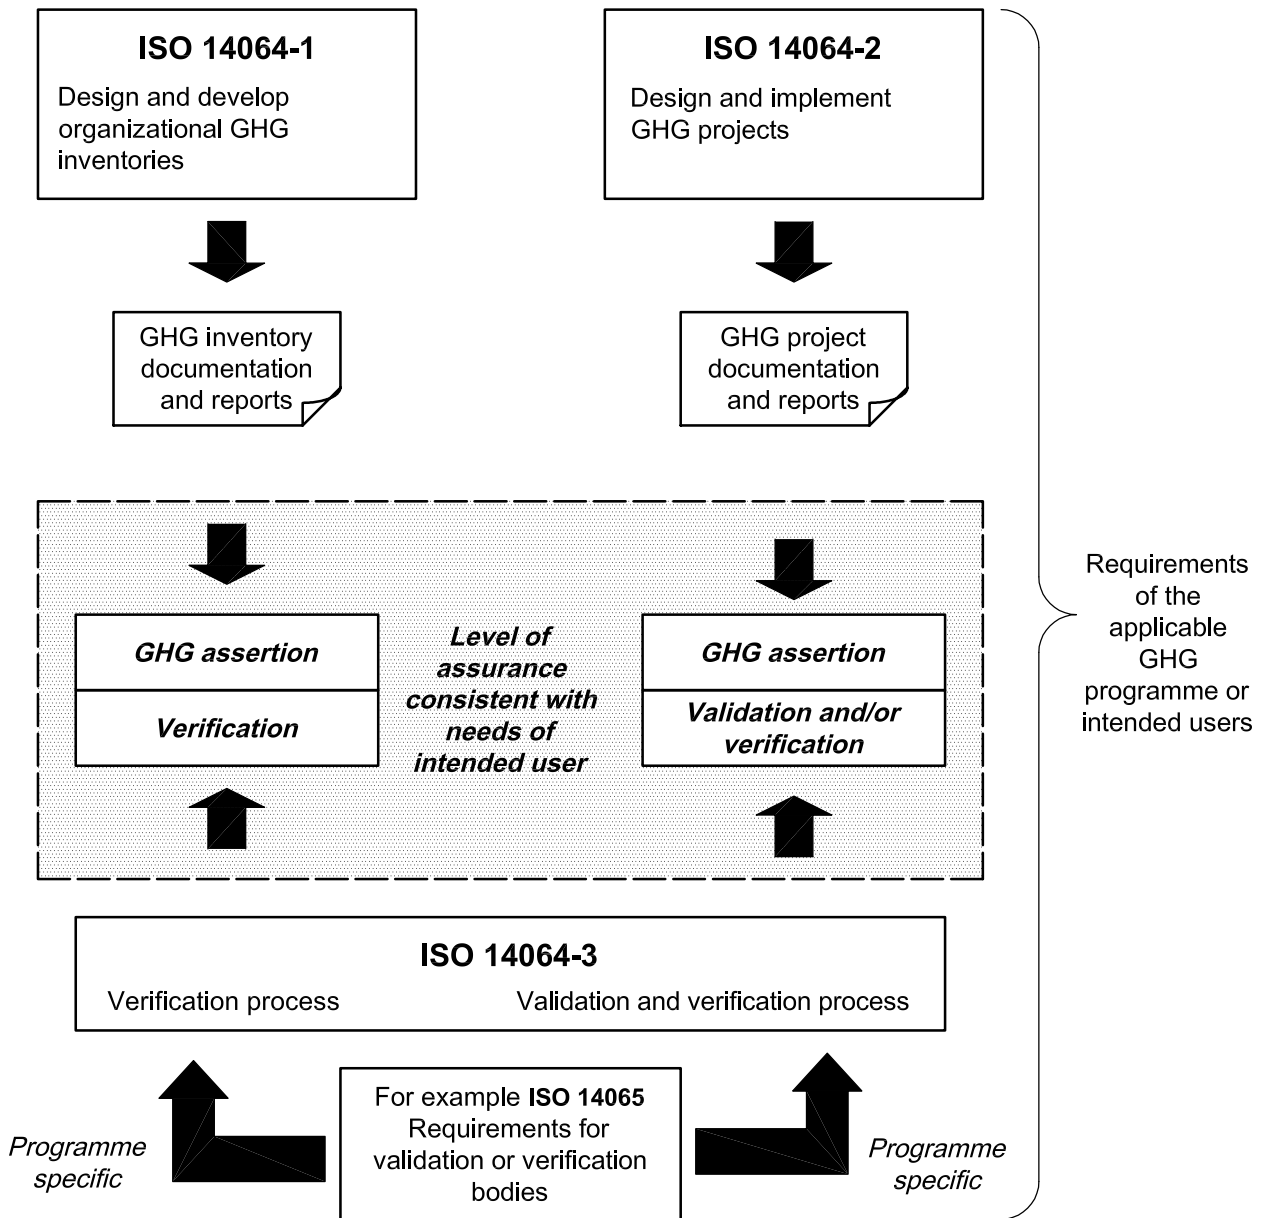 ISO 14064-1
Design and develop
organizational GHG
inventories
ISO 14064-2
Design and implement
GHG projects
GHG inventory
documentation
and reports
GHG project
documentation
and reports
GHG assertion
Verification
Level of
assurance
consistent with
needs of
intended user
GHG assertion
Validation and/or
verification
Requirements
of the
applicable
GHG
programme or
intended users
ISO 14064-3
Verification process
Validation and verification process
Programme
specific
For example ISO 14065
Requirements for
validation or verification
bodies
Programme
specific